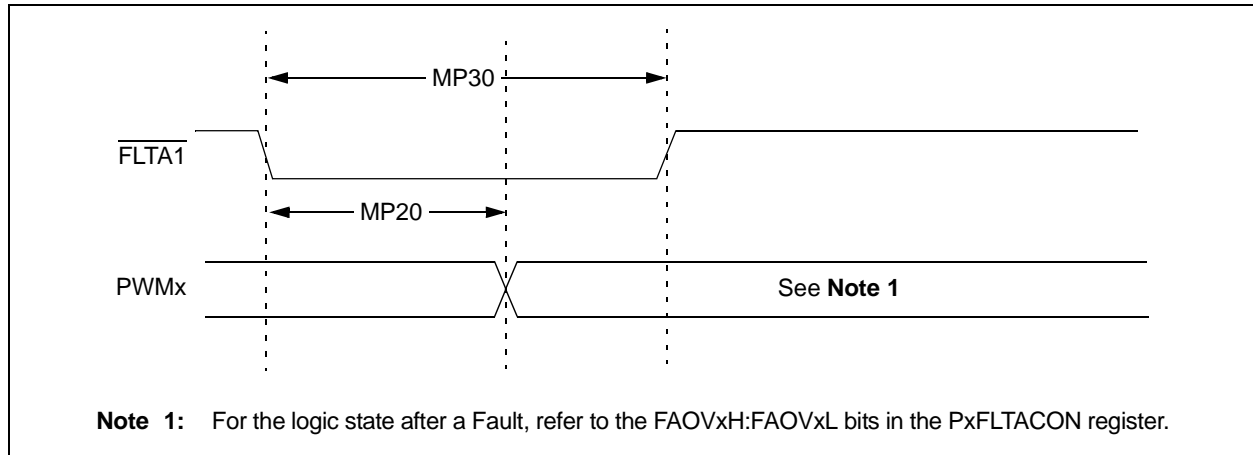 MP30
FLTA1
MP20
PWMx
See Note 1
Note 1: For the logic state after a Fault, refer to the FAOVxH:FAOVxL bits in the PxFLTACON register.